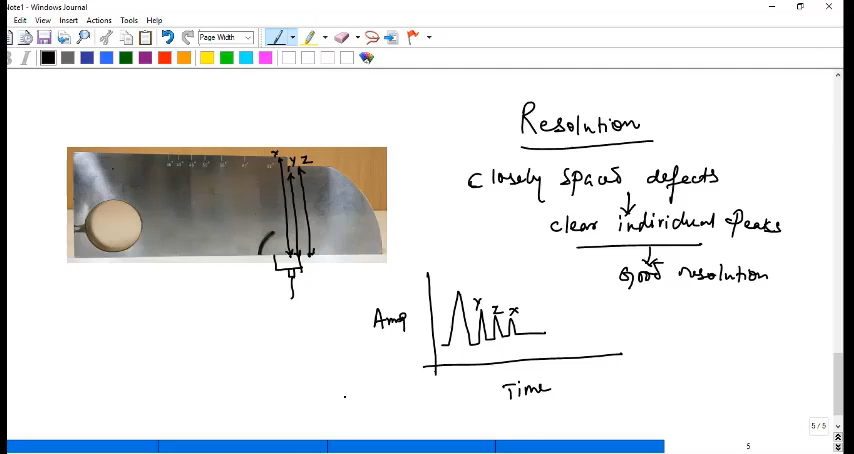 Note1 - Windows Journal
Edit View Insert Actions Tools Help
Page Width
B I
Resolution
Closely spaced defects
clear individual Peaks
Good resolution
X Y Z
Amp
Y Z X
Time
5 / 5
5